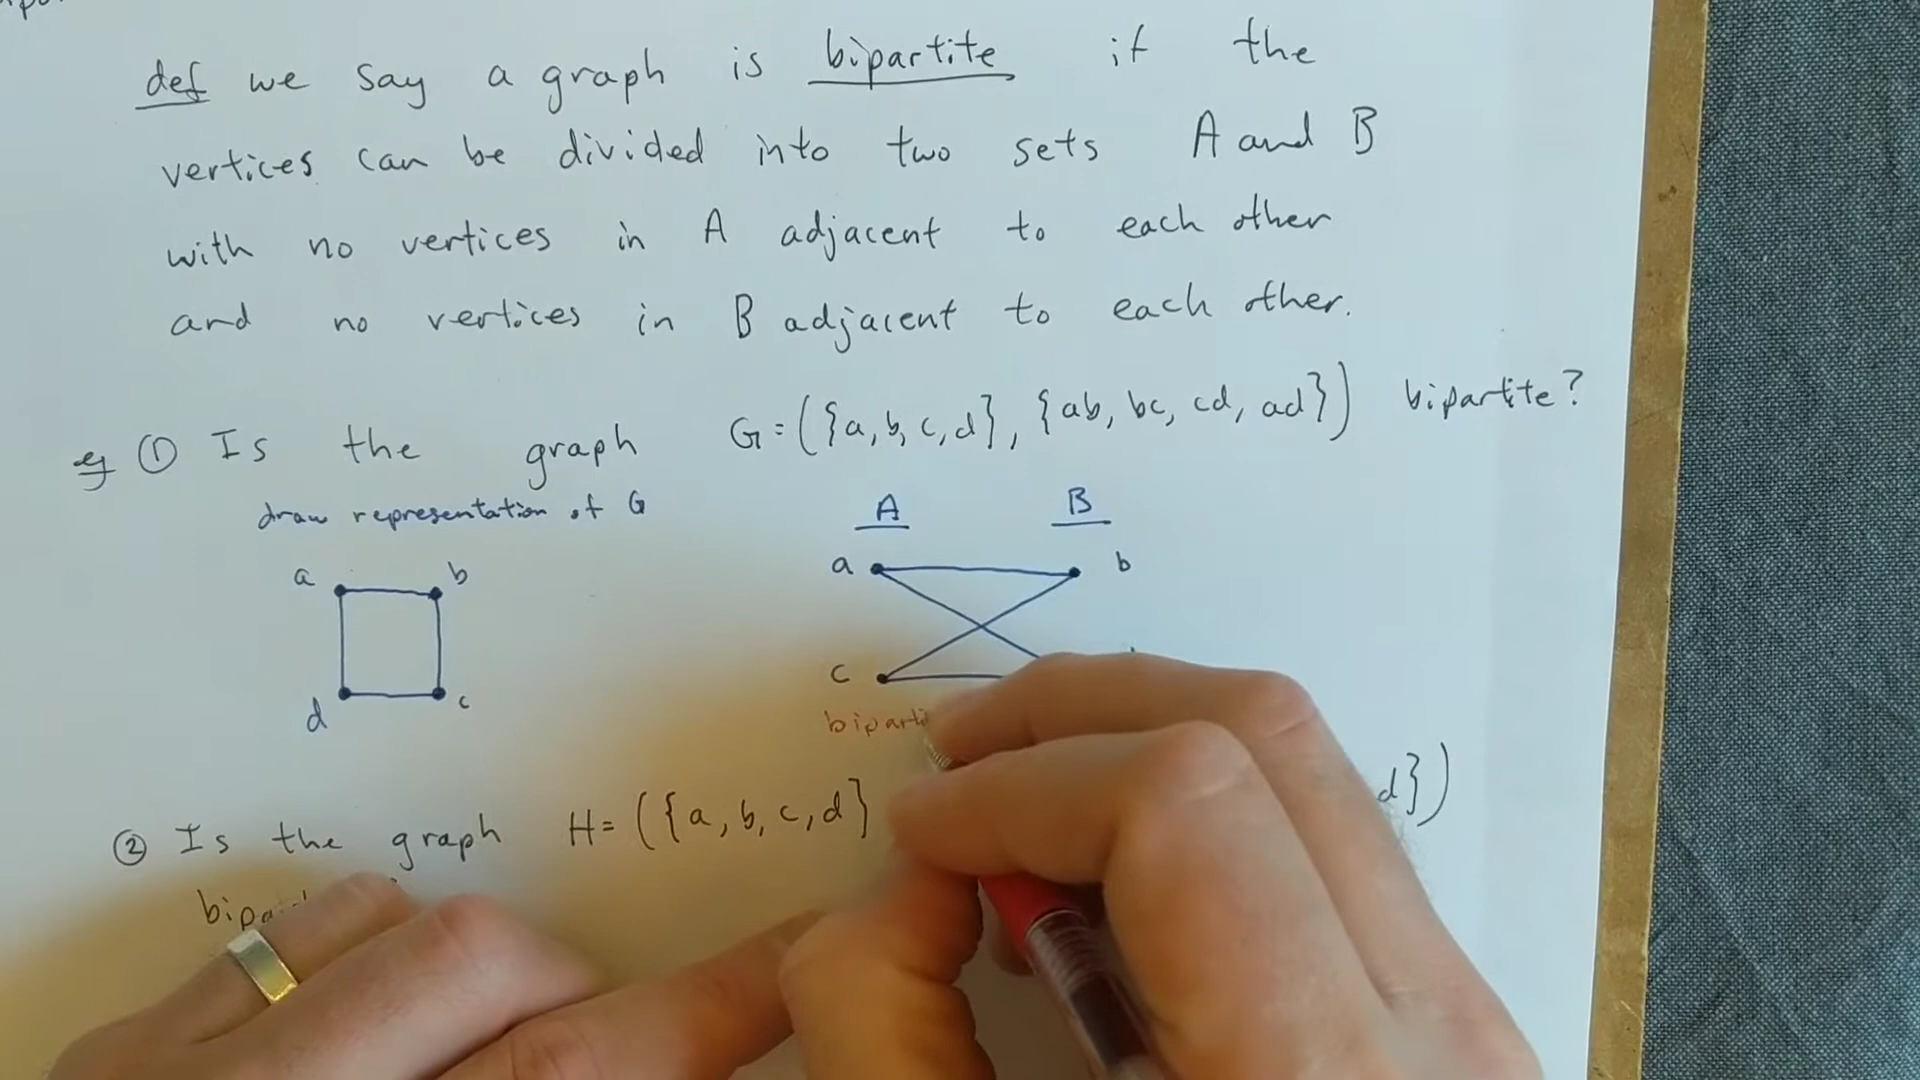 def we say a graph is bipartite if the
vertices can be divided into two sets A and B
with no vertices in A adjacent to each other
and no vertices in B adjacent to each other.
eg ① Is the graph G = ({a, b, c, d}, {ab, bc, cd, ad}) bipartite?
draw representation of G
A B
a b
d c
a b
c
② Is the graph H = ({a, b, c, d} d})